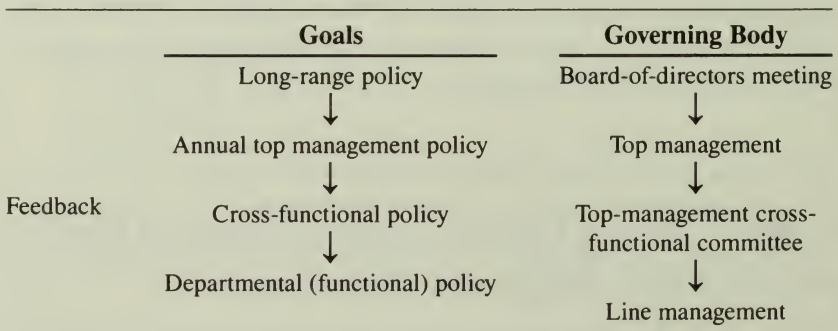 Goals Governing Body
Long-range policy Board-of-directors meeting
Annual top management policy Top management
Feedback Cross-functional policy Top-management cross-
functional committee
Departmental (functional) policy
Line management